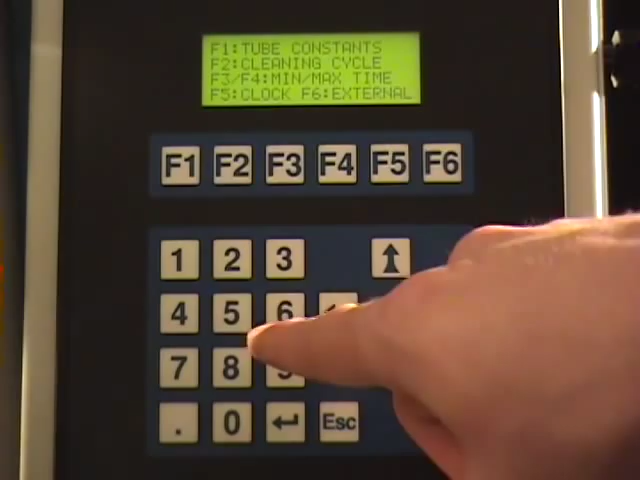 F1:TUBE CONSTANTS
F2:CLEANING CYCLE
F3/F4:MIN/MAX TIME
F5:CLOCK F6:EXTERNAL
F1 F2 F3 F4 F5 F6
1 2 3
4 5 6
7 8 9
. 0 Esc